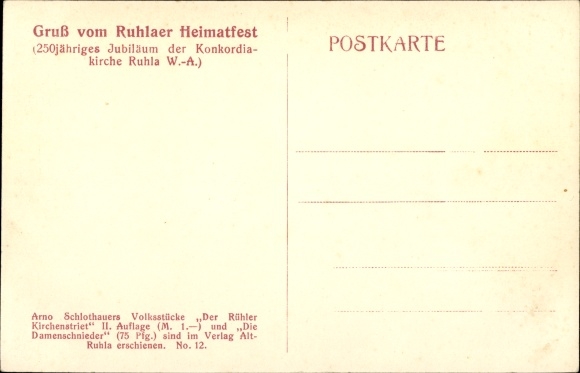 Gruß vom Ruhlaer Heimatfest
(250jähriges Jubiläum der Konkordia-
kirche Ruhla W.-A.)
POSTKARTE
Arno Schlothauers Volksstücke „Der Rühler
Kirchenstriet“ II. Auflage (M. 1.—) und „Die
Damenschnieder“ (75 Pfg.) sind im Verlag Alt-
Ruhla erschienen. No. 12.